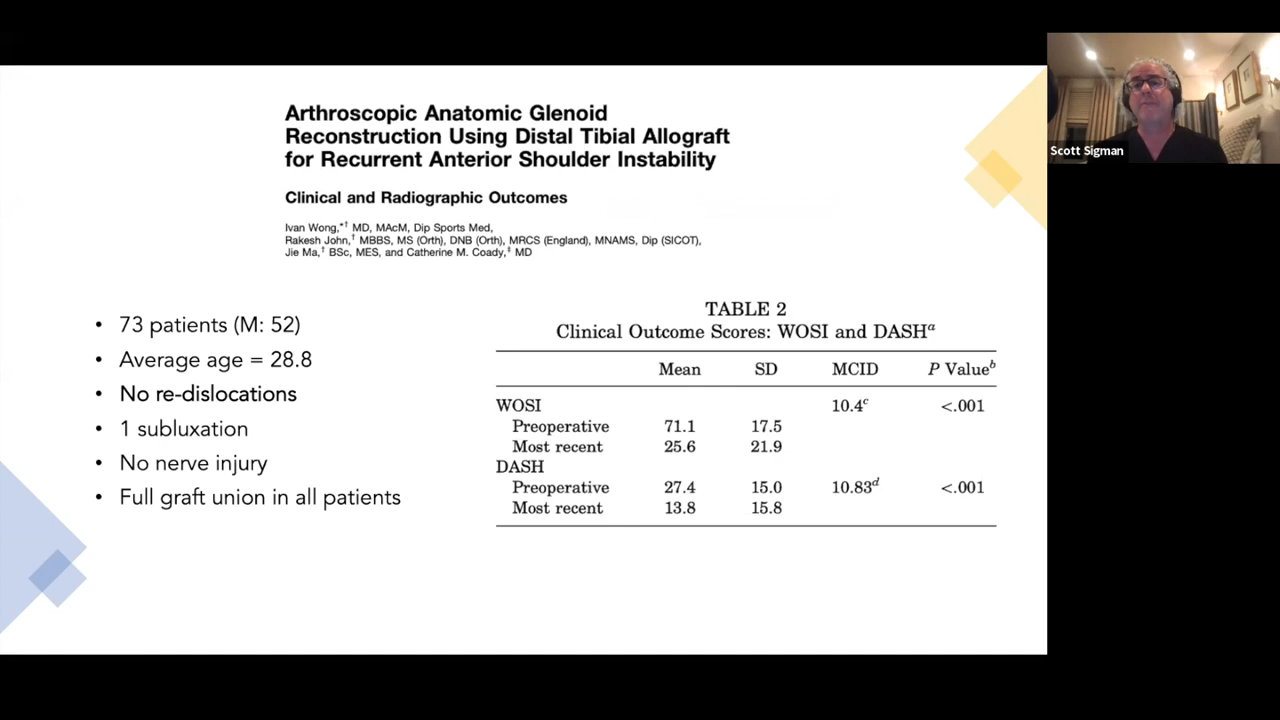 Arthroscopic Anatomic Glenoid
Reconstruction Using Distal Tibial Allograft
for Recurrent Anterior Shoulder Instability
Clinical and Radiographic Outcomes
Ivan Wong,*† MD, MAcM, Dip Sports Med,
Rakesh John,† MBBS, MS (Orth), DNB (Orth), MRCS (England), MNAMS, Dip (SICOT),
Jie Ma,† BSc, MES, and Catherine M. Coady,‡ MD
• 73 patients (M: 52)
• Average age = 28.8
• No re-dislocations
• 1 subluxation
• No nerve injury
• Full graft union in all patients
TABLE 2
Clinical Outcome Scores: WOSI and DASHᵃ
Mean SD MCID P Valueᵇ
WOSI 10.4ᶜ <.001
Preoperative 71.1 17.5
Most recent 25.6 21.9
DASH
Preoperative 27.4 15.0 10.83ᵈ <.001
Most recent 13.8 15.8
Scott Sigman